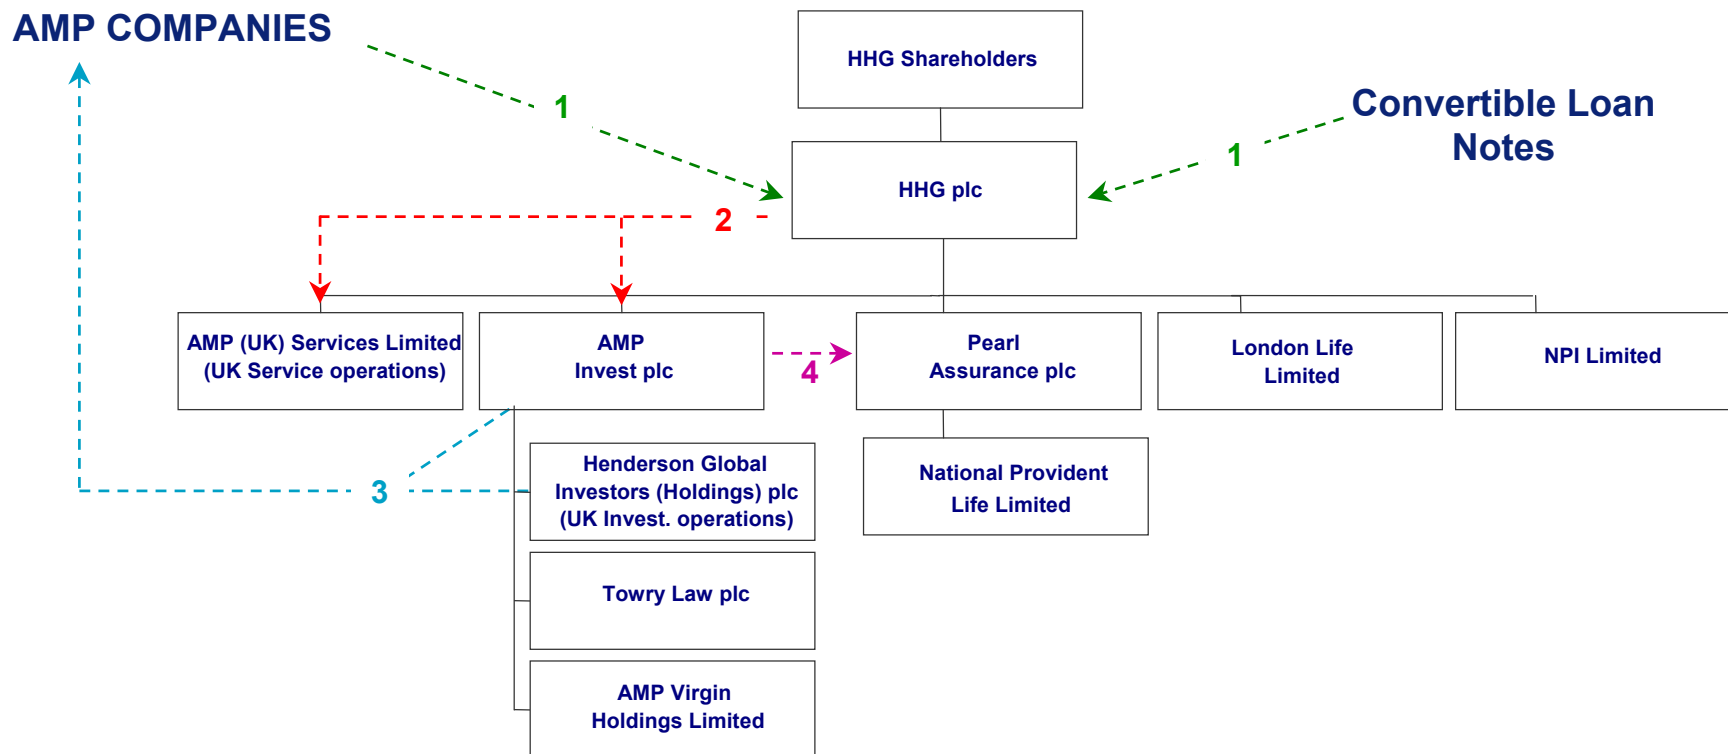 AMP COMPANIES
HHG Shareholders
1
Convertible Loan
Notes
1
HHG plc
2
AMP (UK) Services Limited
(UK Service operations)
AMP
Invest plc
4
Pearl
Assurance plc
London Life
Limited
NPI Limited
3
Henderson Global
Investors (Holdings) plc
(UK Invest. operations)
National Provident
Life Limited
Towry Law plc
AMP Virgin
Holdings Limited